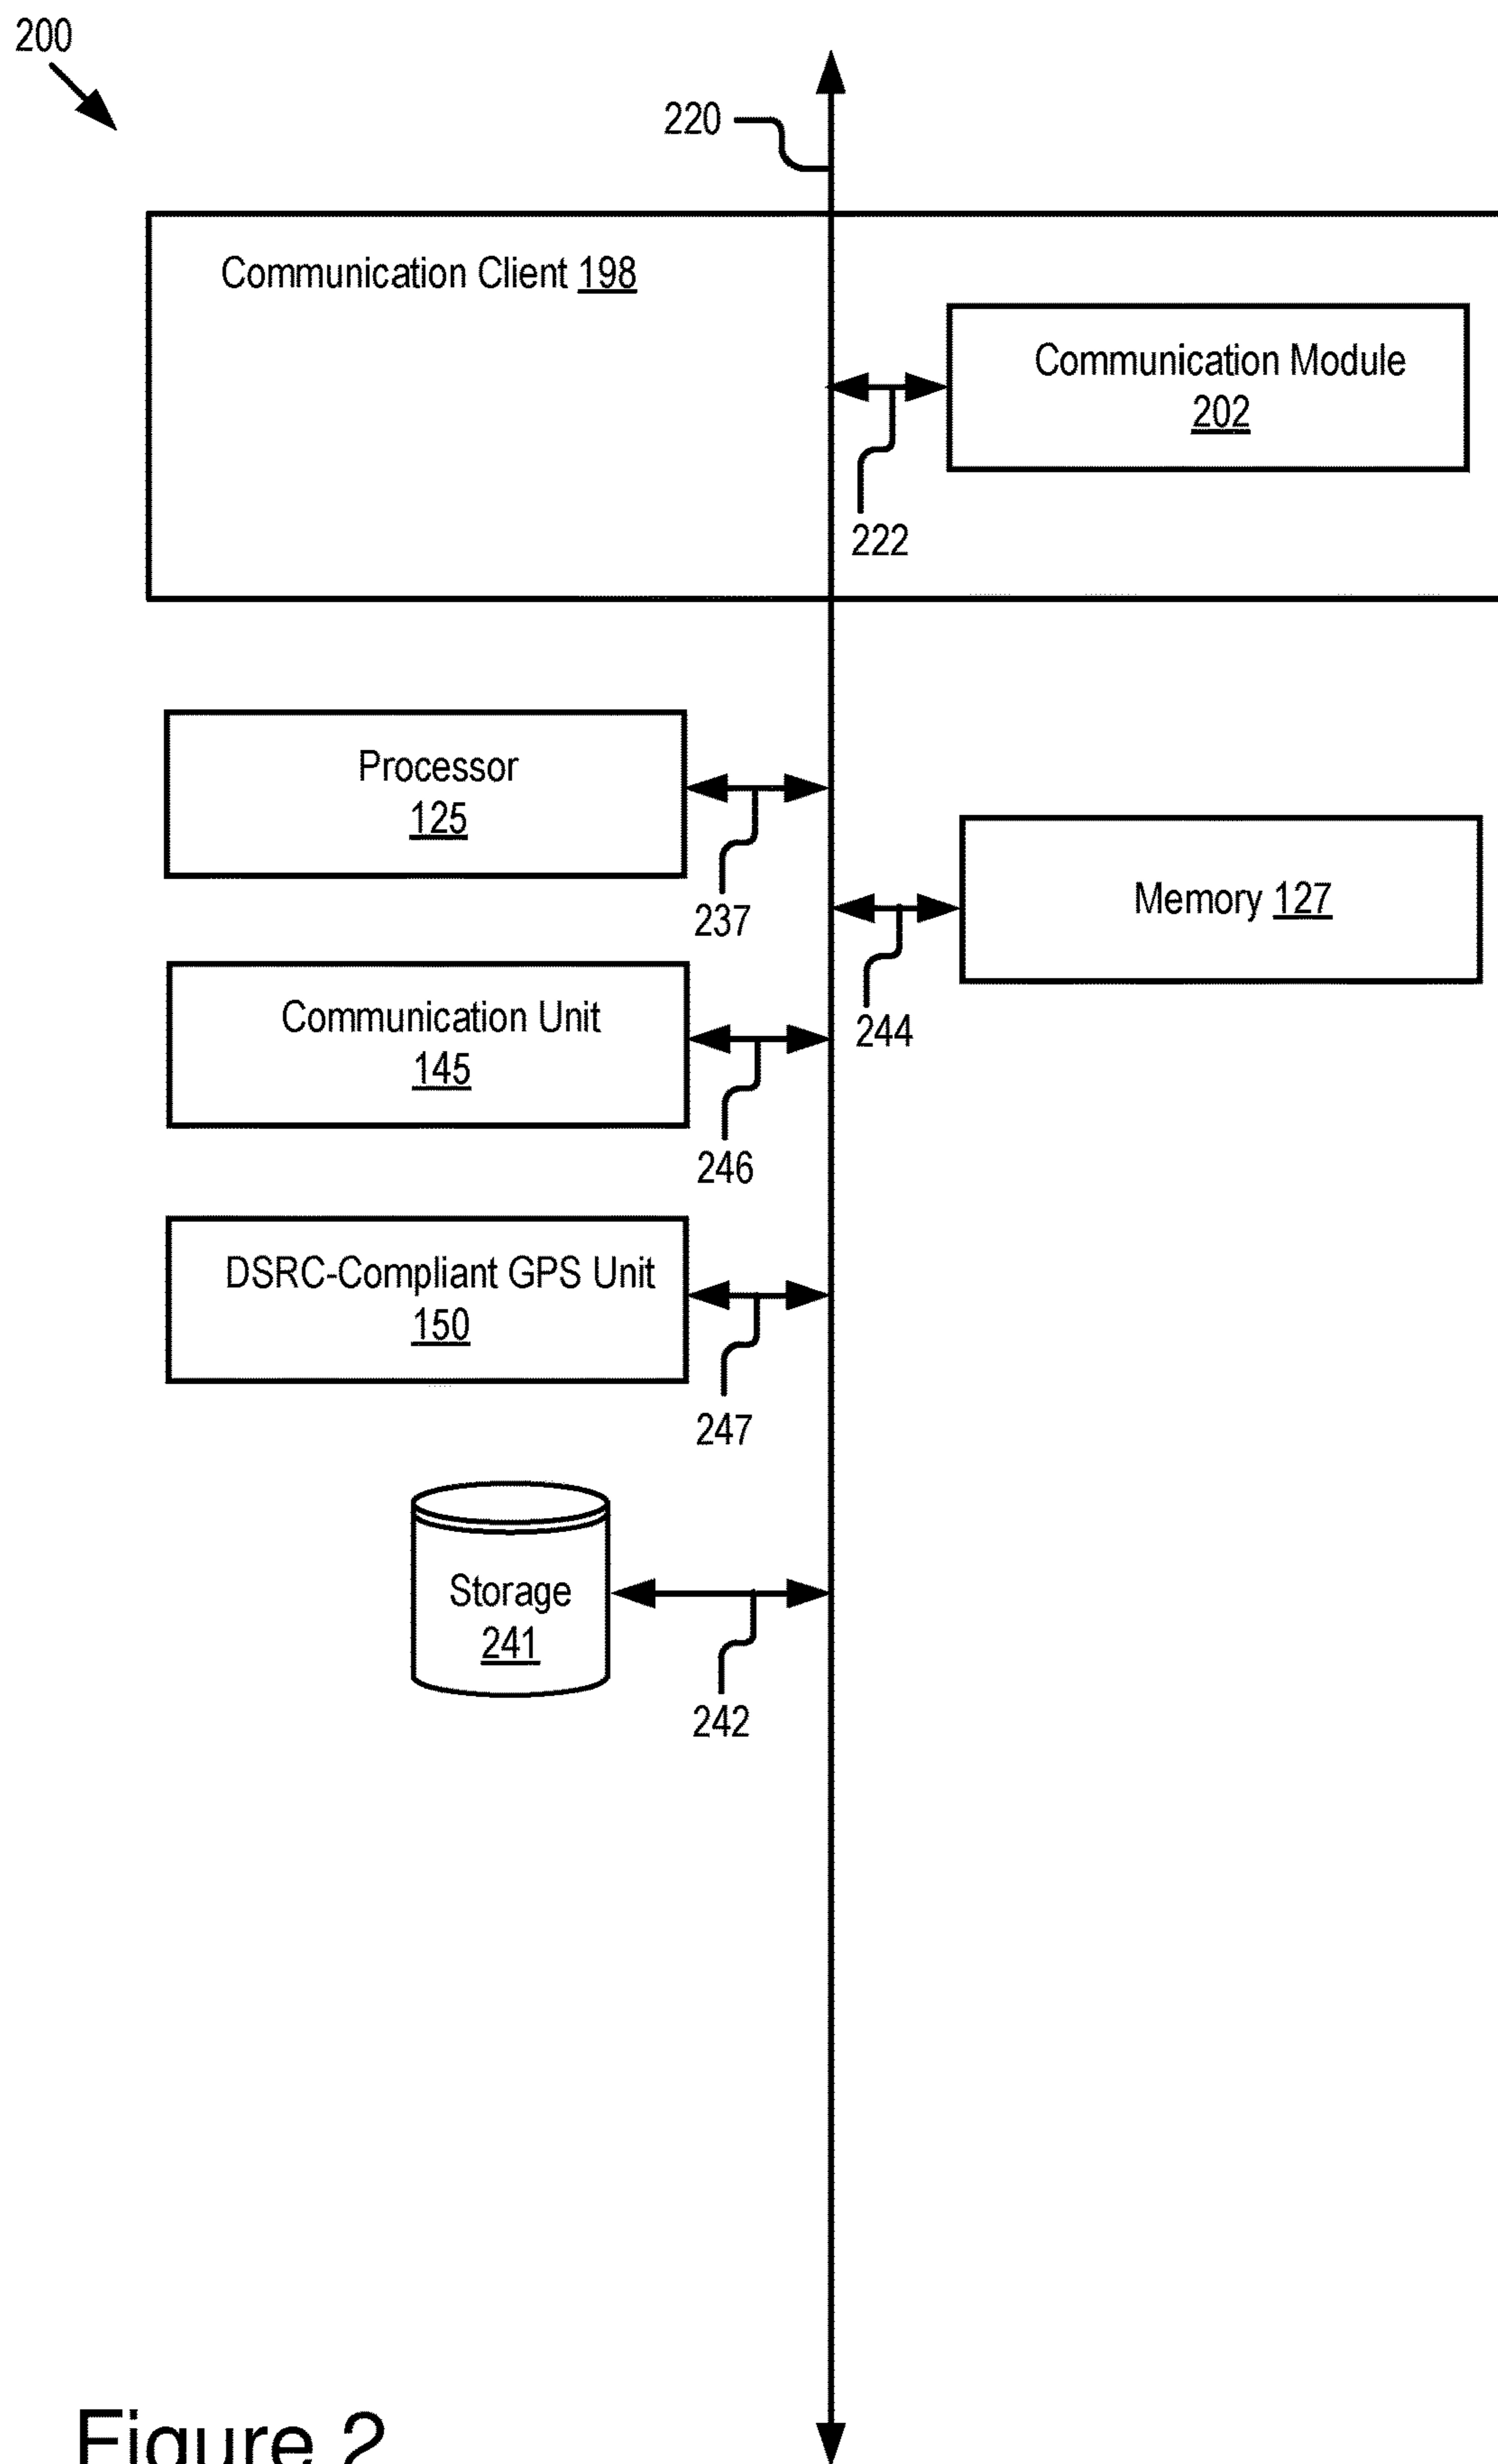 200
220
Communication Client 198
Communication Module
202
222
Processor
125
237
Memory 127
244
Communication Unit
145
246
DSRC-Compliant GPS Unit
150
247
Storage
241
242
Figure 2